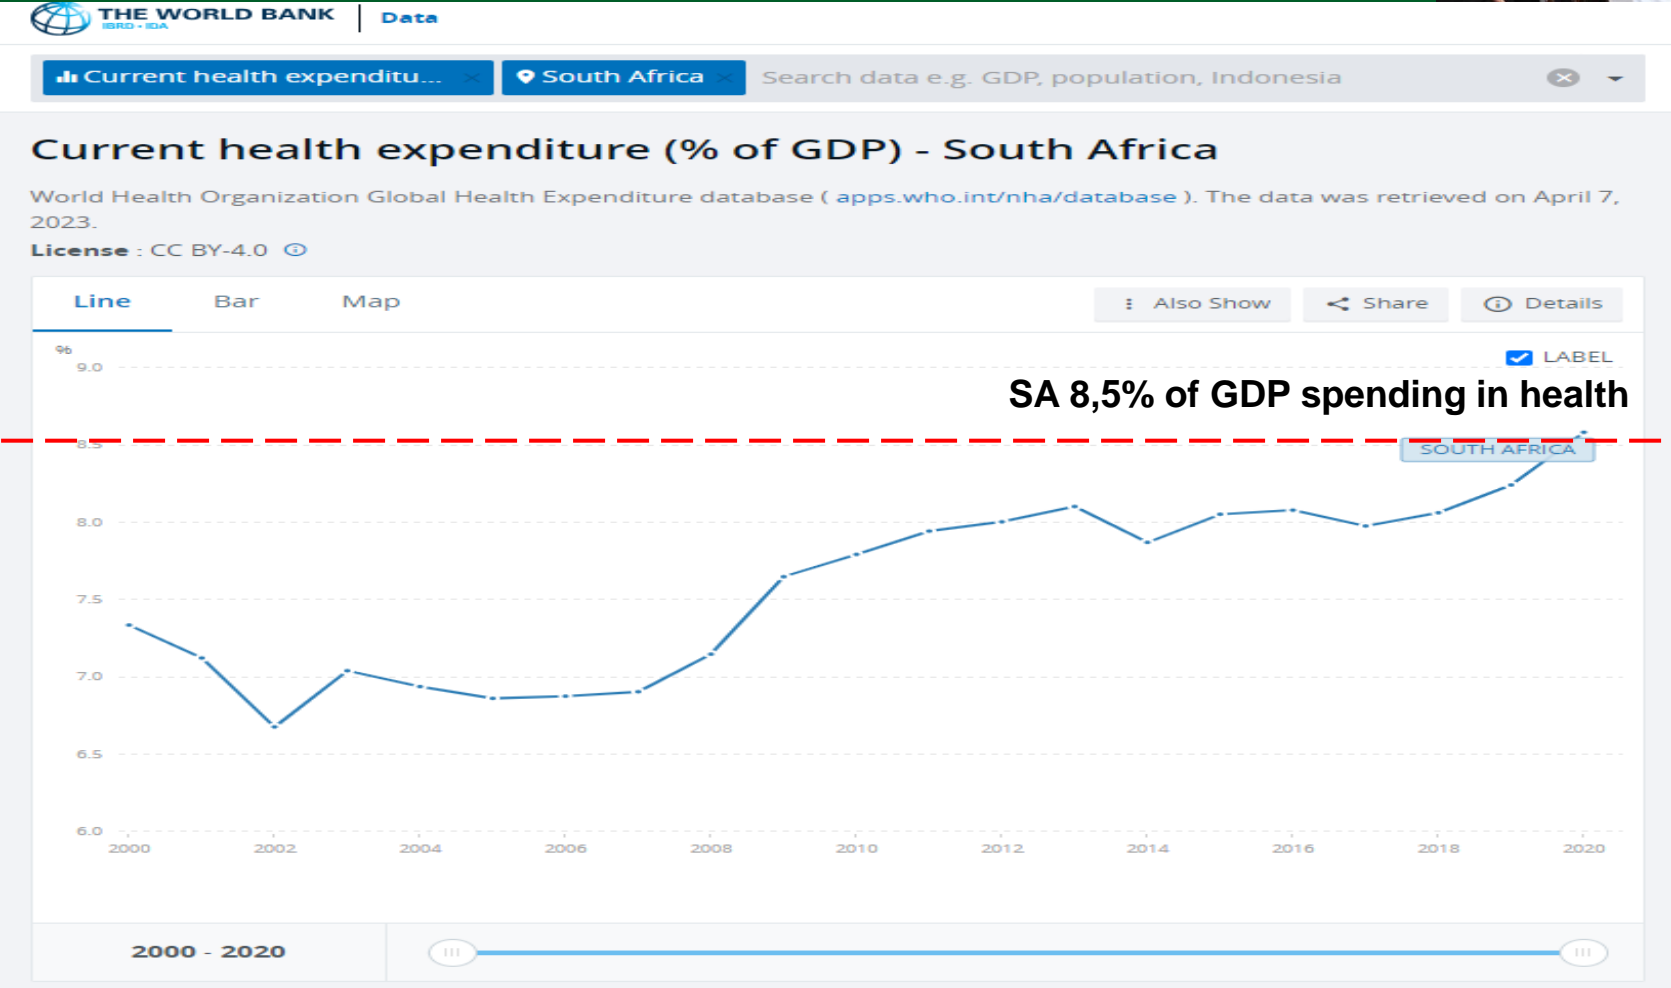 THE WORLD BANK
IBRD • IDA
Data
Current health expenditu...
South Africa
Search data e.g. GDP, population, Indonesia
Current health expenditure (% of GDP) - South Africa
World Health Organization Global Health Expenditure database ( apps.who.int/nha/database ). The data was retrieved on April 7,
2023.
License : CC BY-4.0
Line Bar Map
Also Show Share Details
%
LABEL
9.0
SA 8,5% of GDP spending in health
8.5
SOUTH AFRICA
8.0
7.5
7.0
6.5
6.0
2000 2002 2004 2006 2008 2010 2012 2014 2016 2018 2020
2000 - 2020